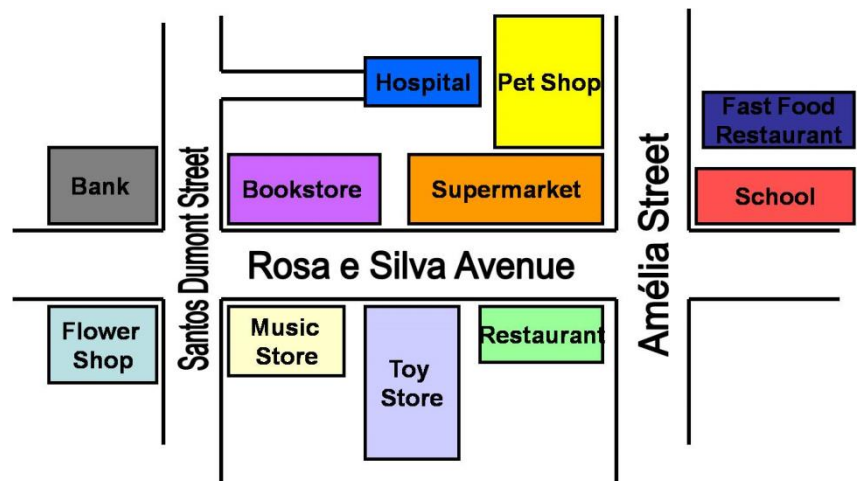 Hospital
Pet Shop
Fast Food
Restaurant
Bank
Santos Dumont Street
Bookstore
Supermarket
Amélia Street
School
Rosa e Silva Avenue
Flower
Shop
Music
Store
Toy
Store
Restaurant